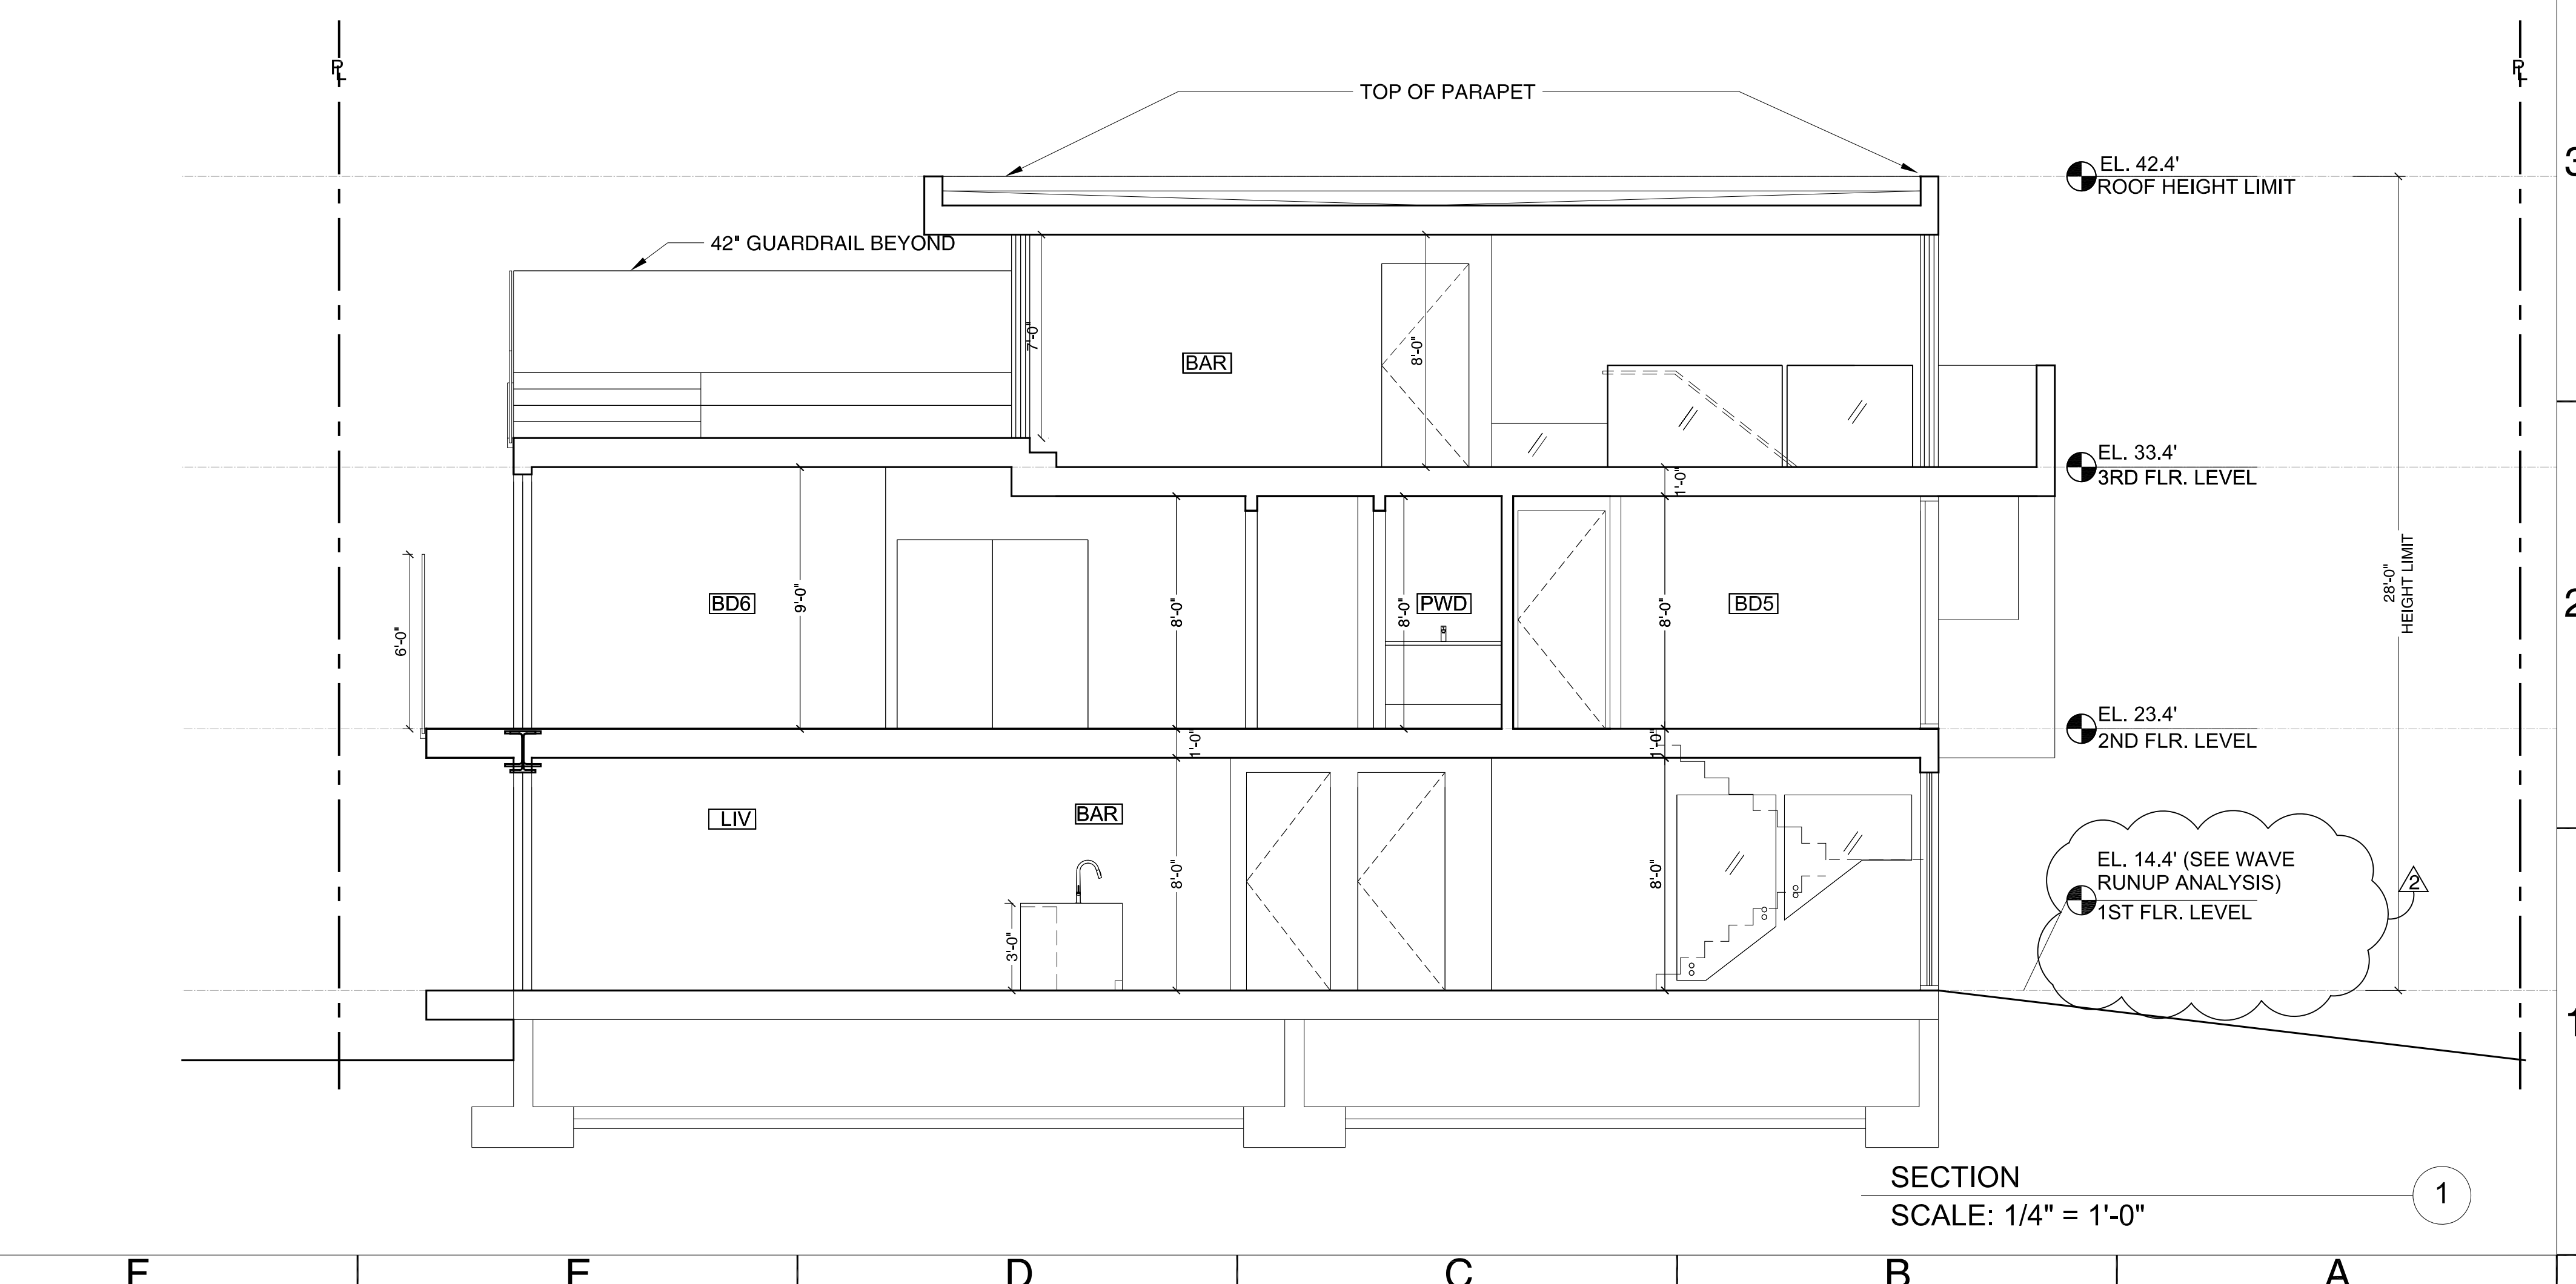 PL
PL
TOP OF PARAPET
EL. 42.4'
ROOF HEIGHT LIMIT
3
42" GUARDRAIL BEYOND
7'-0"
BAR
8'-0"
EL. 33.4'
3RD FLR. LEVEL
1'-0"
28'-0"
HEIGHT LIMIT
6'-0"
BD6
9'-0"
8'-0"
8'-0"
PWD
8'-0"
BD5
2
EL. 23.4'
2ND FLR. LEVEL
1'-0"
1'-0"
LIV
BAR
3'-0"
8'-0"
8'-0"
EL. 14.4' (SEE WAVE
RUNUP ANALYSIS)
1ST FLR. LEVEL
2
1
SECTION
SCALE: 1/4" = 1'-0"
1
D
C
B
A